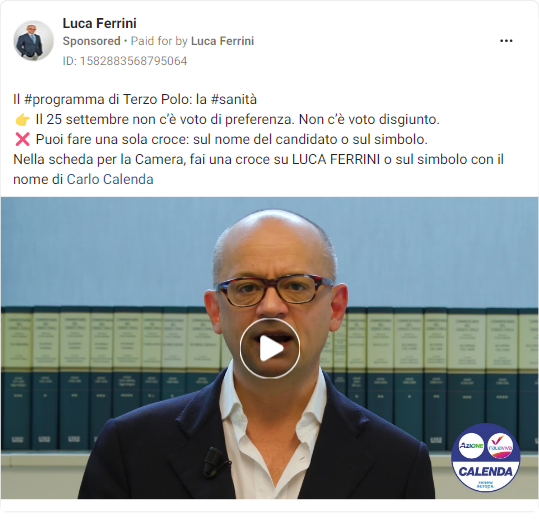 Luca Ferrini
Sponsored • Paid for by Luca Ferrini
ID: 1582883568795064
Il #programma di Terzo Polo: la #sanità
👉 Il 25 settembre non c'è voto di preferenza. Non c'è voto disgiunto.
❌ Puoi fare una sola croce: sul nome del candidato o sul simbolo.
Nella scheda per la Camera, fai una croce su LUCA FERRINI o sul simbolo con il
nome di Carlo Calenda
AZIONE
ITALIA VIVA
CALENDA
renew
europe.